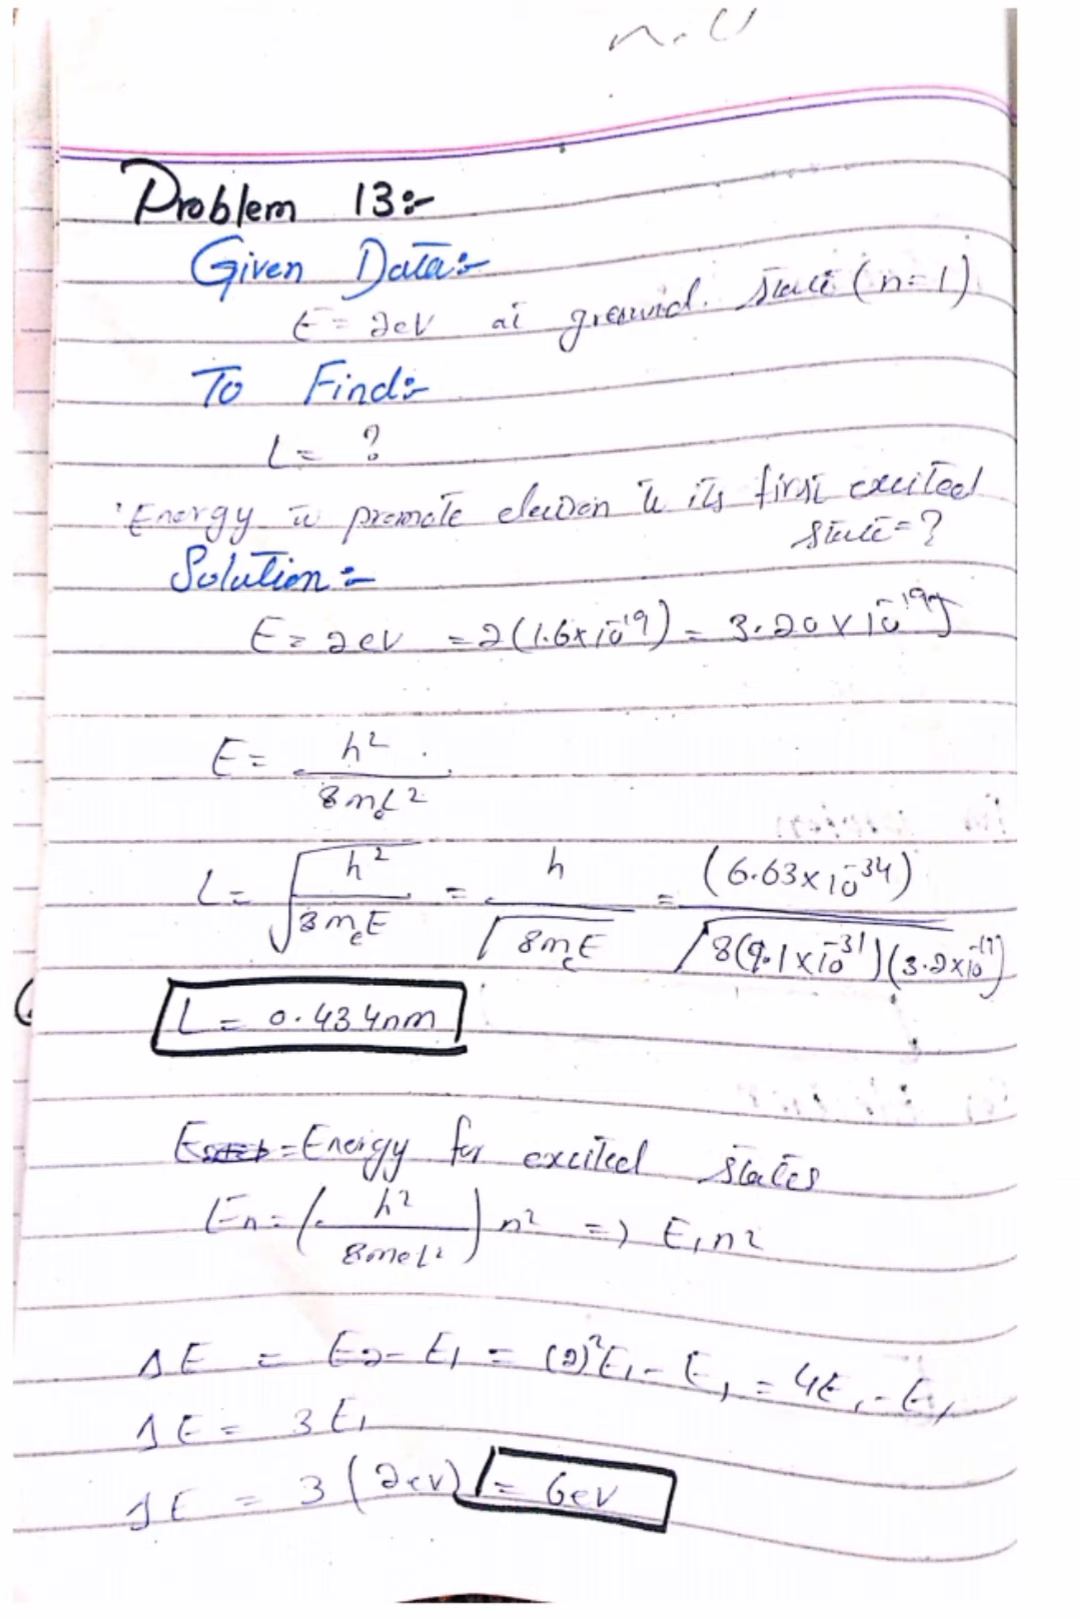 n.U
Problem 13:-
Given Data:-
E = 2eV at ground. state (n=1)
To Find:-
L = ?
Energy to promote electron to its first excited
state = ?
Solution:-
E = 2eV = 2(1.6×10⁻¹⁹) = 3.20×10⁻¹⁹J
E = h² / 8mₑL²
L = √(h² / 8mₑE) = h / √(8mₑE) = (6.63×10⁻³⁴) / √(8(9.1×10⁻³¹)(3.2×10⁻¹⁹))
L = 0.434nm
= Energy for excited states
Eₙ = (h² / 8meL²) n² => E₁n²
ΔE = E₂ - E₁ = (2)²E₁ - E₁ = 4E₁ - E₁
ΔE = 3E₁
ΔE = 3(2eV) = 6eV